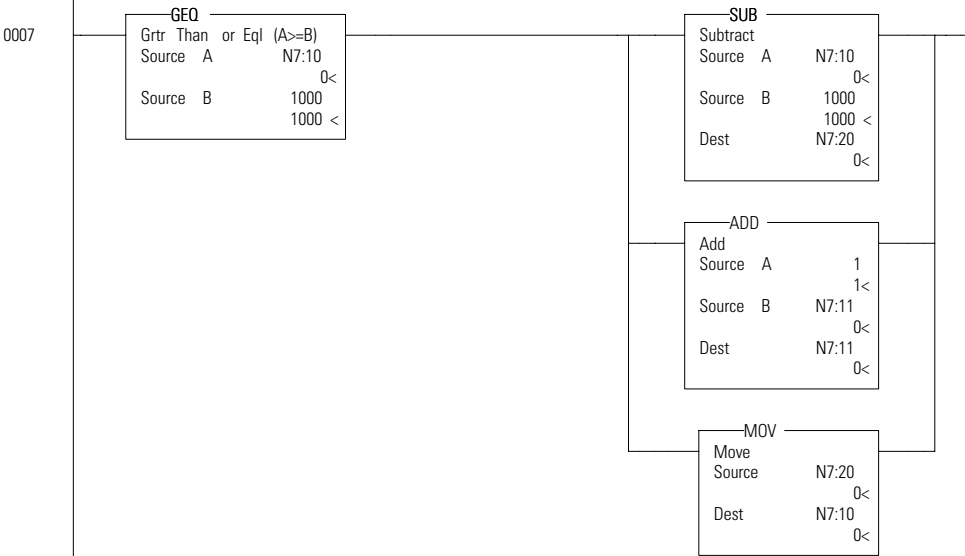 0007
GEQ
Grtr Than or Eql (A>=B)
Source A N7:10
0<
Source B 1000
1000 <
SUB
Subtract
Source A N7:10
0<
Source B 1000
1000 <
Dest N7:20
0<
ADD
Add
Source A 1
1<
Source B N7:11
0<
Dest N7:11
0<
MOV
Move
Source N7:20
0<
Dest N7:10
0<